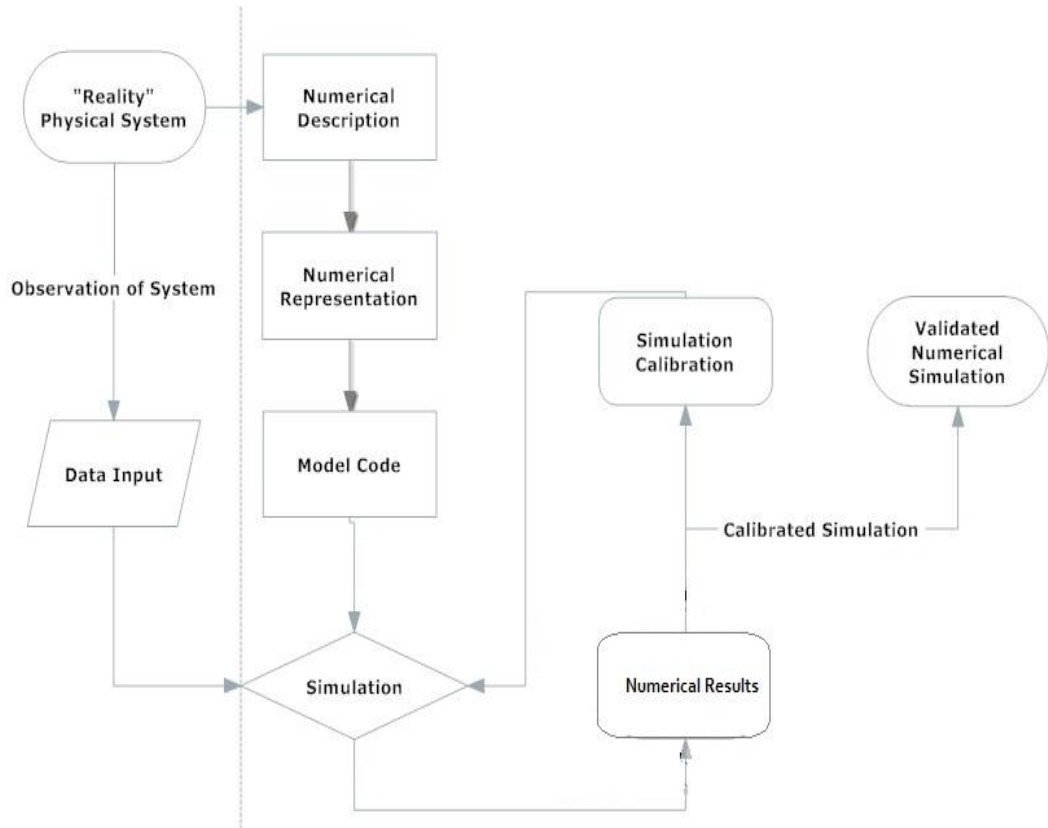 "Reality"
Physical System
Numerical
Description
Observation of System
Numerical
Representation
Simulation
Calibration
Validated
Numerical
Simulation
Data Input
Model Code
Calibrated Simulation
Simulation
Numerical Results